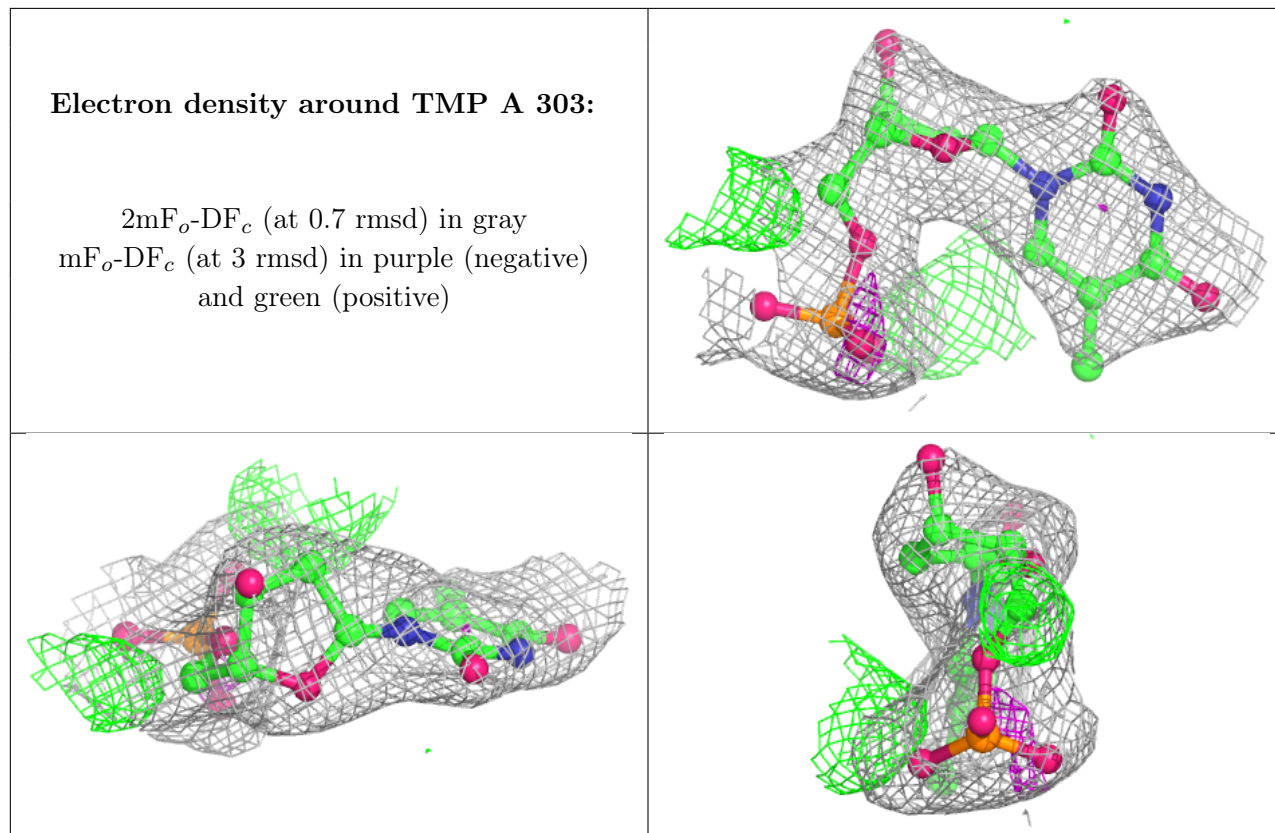 Electron density around TMP A 303:
2mFo-DFc (at 0.7 rmsd) in gray
mFo-DFc (at 3 rmsd) in purple (negative)
and green (positive)